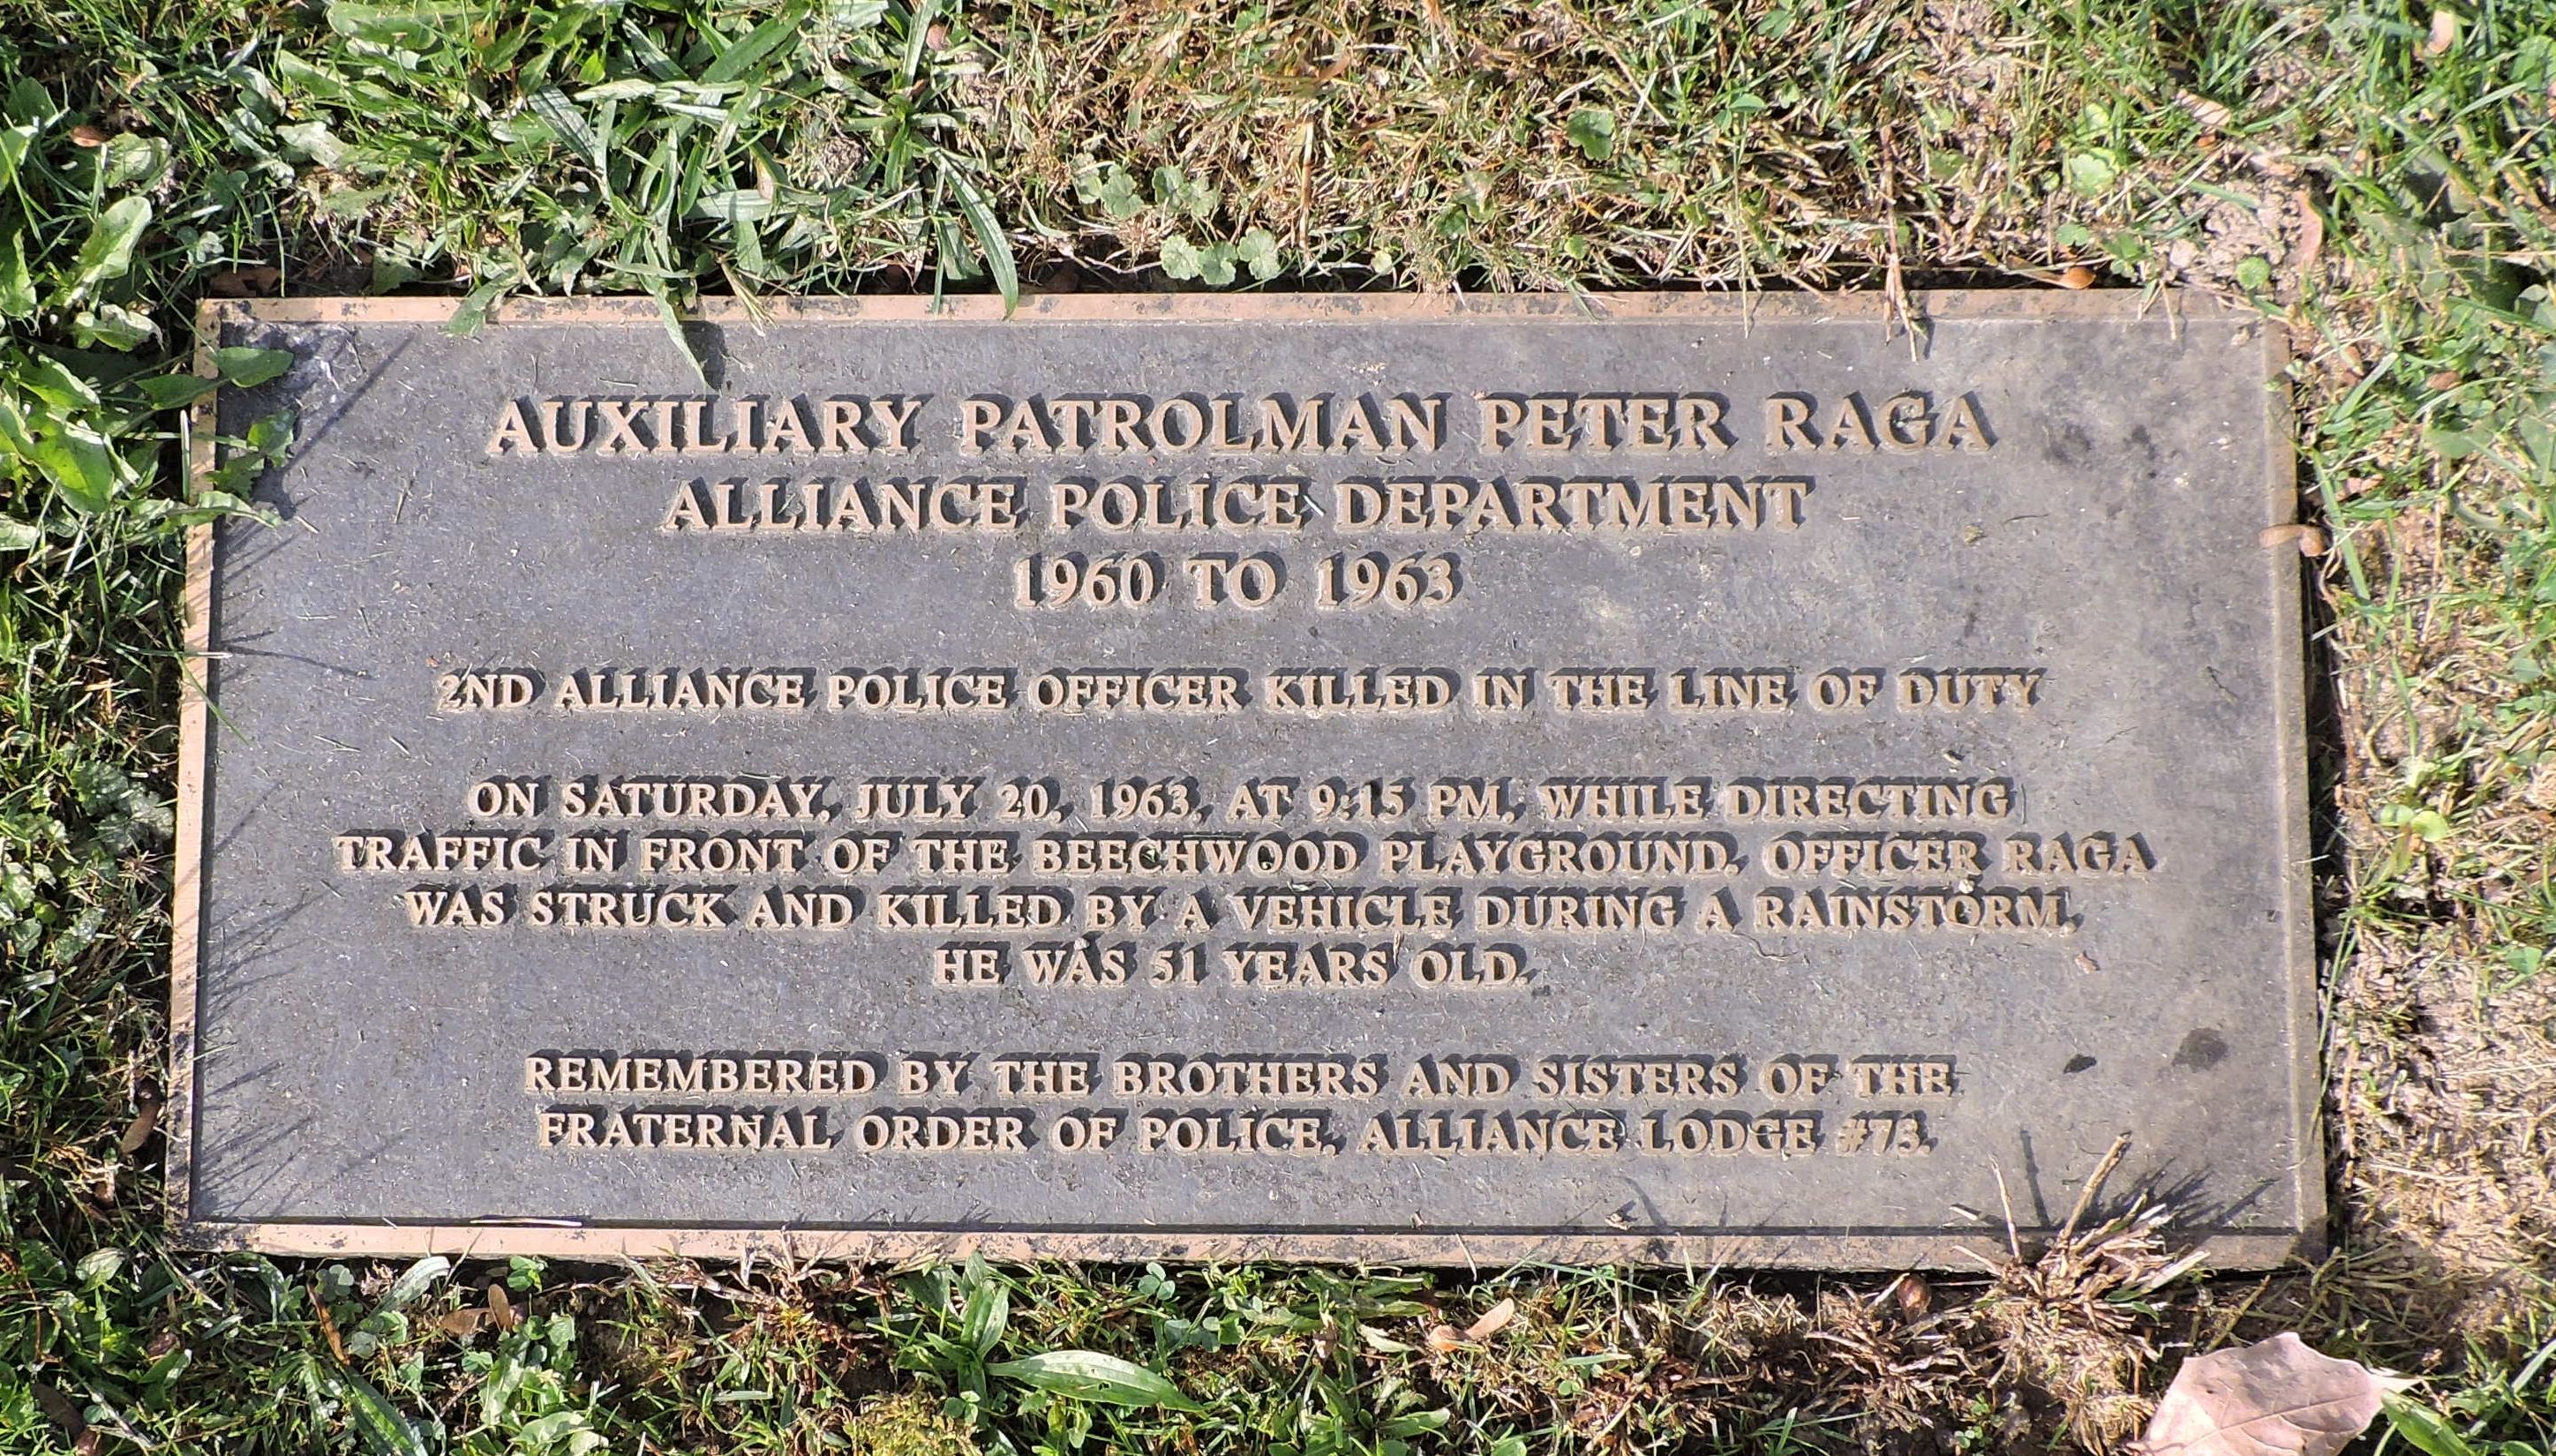 AUXILIARY PATROLMAN PETER RAGA
ALLIANCE POLICE DEPARTMENT
1960 TO 1963
2ND ALLIANCE POLICE OFFICER KILLED IN THE LINE OF DUTY
ON SATURDAY, JULY 20, 1963, AT 9:15 PM, WHILE DIRECTING
TRAFFIC IN FRONT OF THE BEECHWOOD PLAYGROUND, OFFICER RAGA
WAS STRUCK AND KILLED BY A VEHICLE DURING A RAINSTORM,
HE WAS 51 YEARS OLD.
REMEMBERED BY THE BROTHERS AND SISTERS OF THE
FRATERNAL ORDER OF POLICE, ALLIANCE LODGE #73.